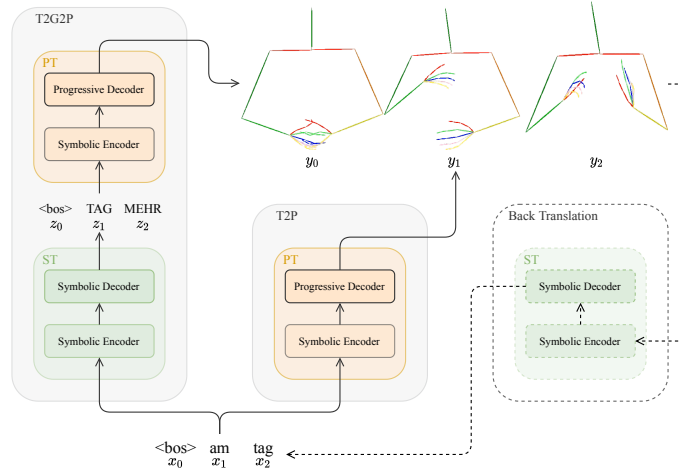 T2G2P
PT
Progressive Decoder
Symbolic Encoder
<bos> TAG MEHR
z0 z1 z2
ST
Symbolic Decoder
Symbolic Encoder
y0 y1 y2
T2P
PT
Progressive Decoder
Symbolic Encoder
Back Translation
ST
Symbolic Decoder
Symbolic Encoder
<bos> am tag
x0 x1 x2